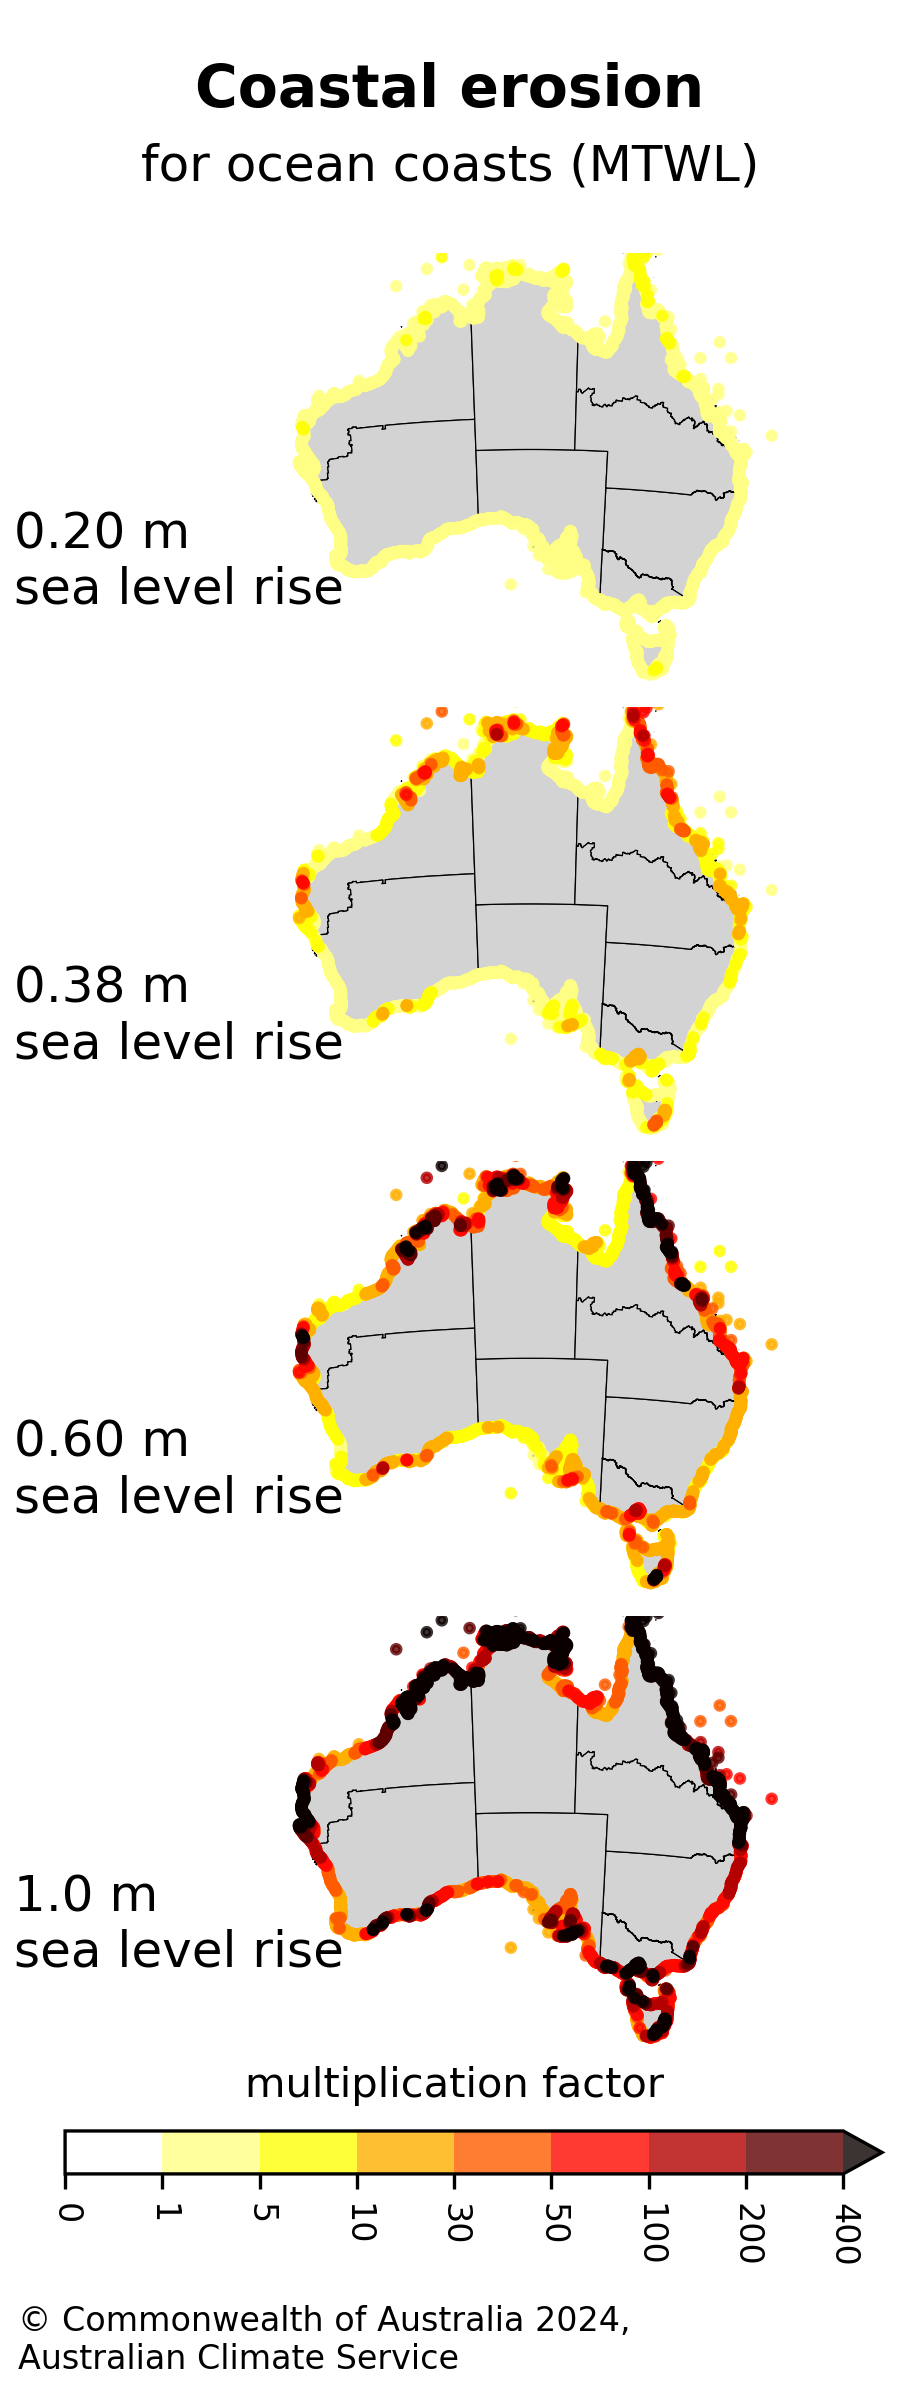 Coastal erosion
for ocean coasts (MTWL)
0.20 m
sea level rise
0.38 m
sea level rise
0.60 m
sea level rise
1.0 m
sea level rise
multiplication factor
0 1 5 10 30 50 100 200 400
© Commonwealth of Australia 2024,
Australian Climate Service